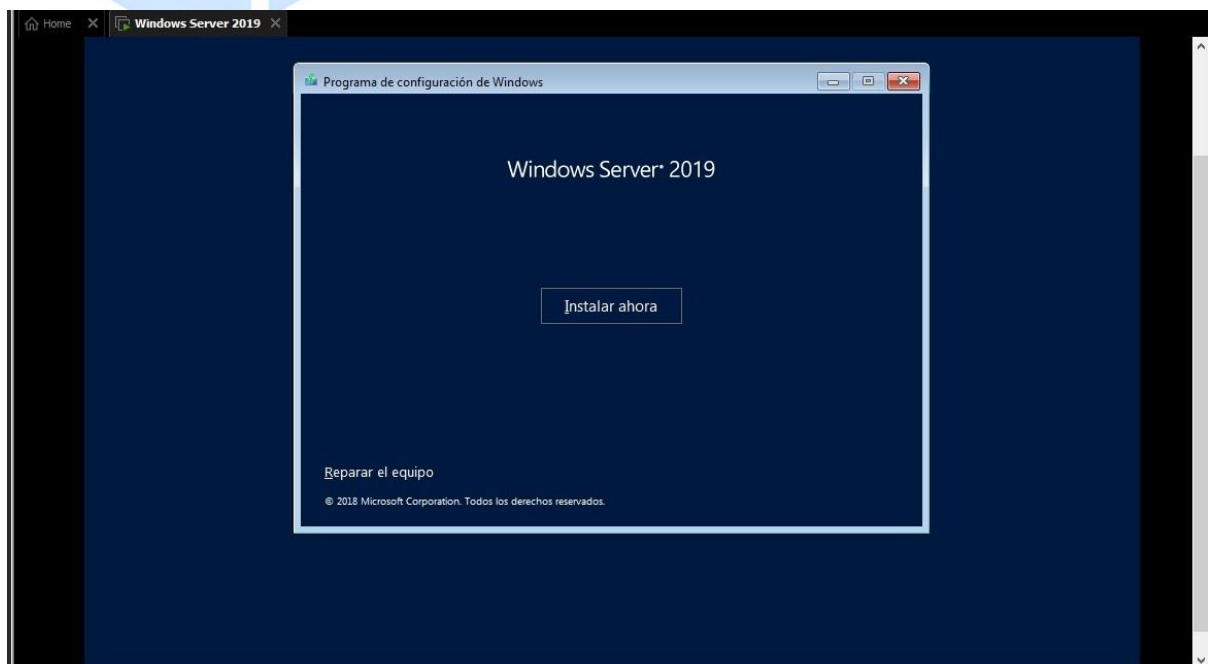 Home
Windows Server 2019
Programa de configuración de Windows
Windows Server® 2019
Instalar ahora
Reparar el equipo
© 2018 Microsoft Corporation. Todos los derechos reservados.